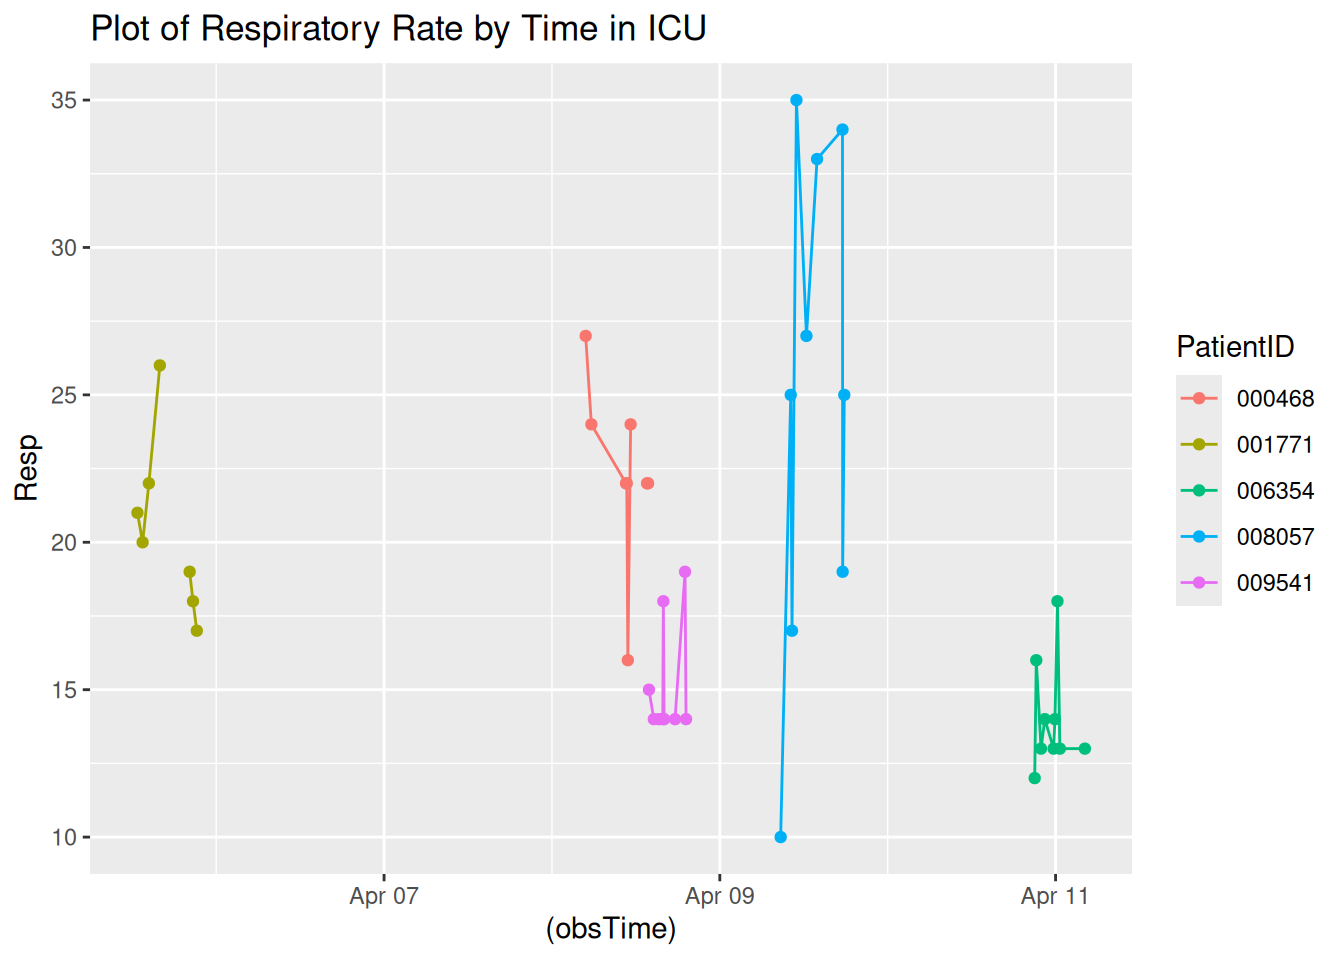 Plot of Respiratory Rate by Time in ICU
35
30
25
20
15
10
Resp
Apr 07
Apr 09
Apr 11
(obsTime)
PatientID
000468
001771
006354
008057
009541